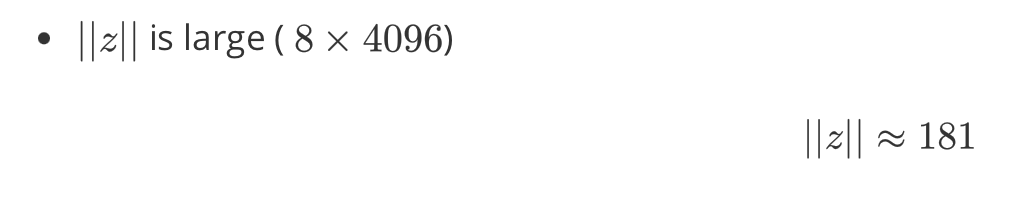 • ||z|| is large ( 8 × 4096)
||z|| ≈ 181